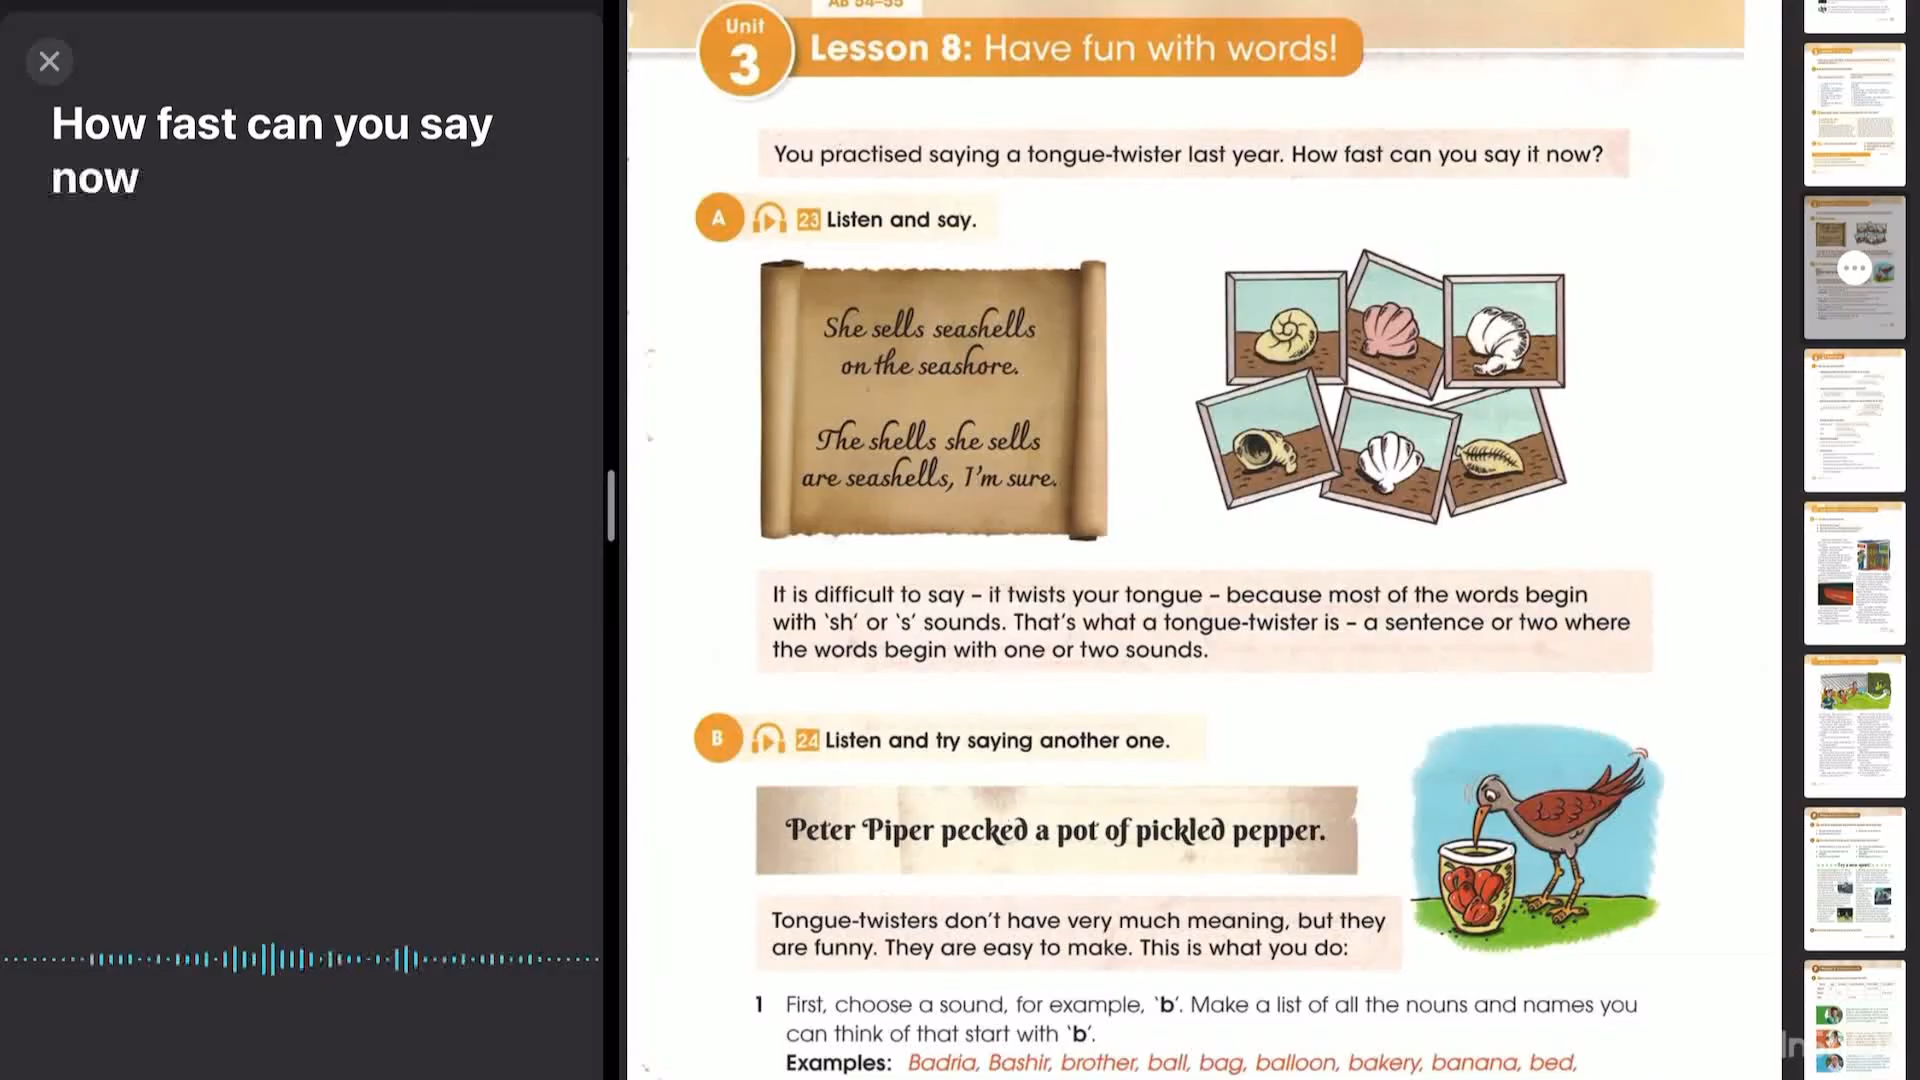 How fast can you say
now
AB 54-55
Unit
3
Lesson 8: Have fun with words!
You practised saying a tongue-twister last year. How fast can you say it now?
A 23 Listen and say.
She sells seashells
on the seashore.
The shells she sells
are seashells, I'm sure.
It is difficult to say – it twists your tongue – because most of the words begin
with 'sh' or 's' sounds. That's what a tongue-twister is – a sentence or two where
the words begin with one or two sounds.
B 24 Listen and try saying another one.
Peter Piper pecked a pot of pickled pepper.
Tongue-twisters don't have very much meaning, but they
are funny. They are easy to make. This is what you do:
1 First, choose a sound, for example, 'b'. Make a list of all the nouns and names you
can think of that start with 'b'.
Examples: Badria, Bashir, brother, ball, bag, balloon, bakery, banana, bed,